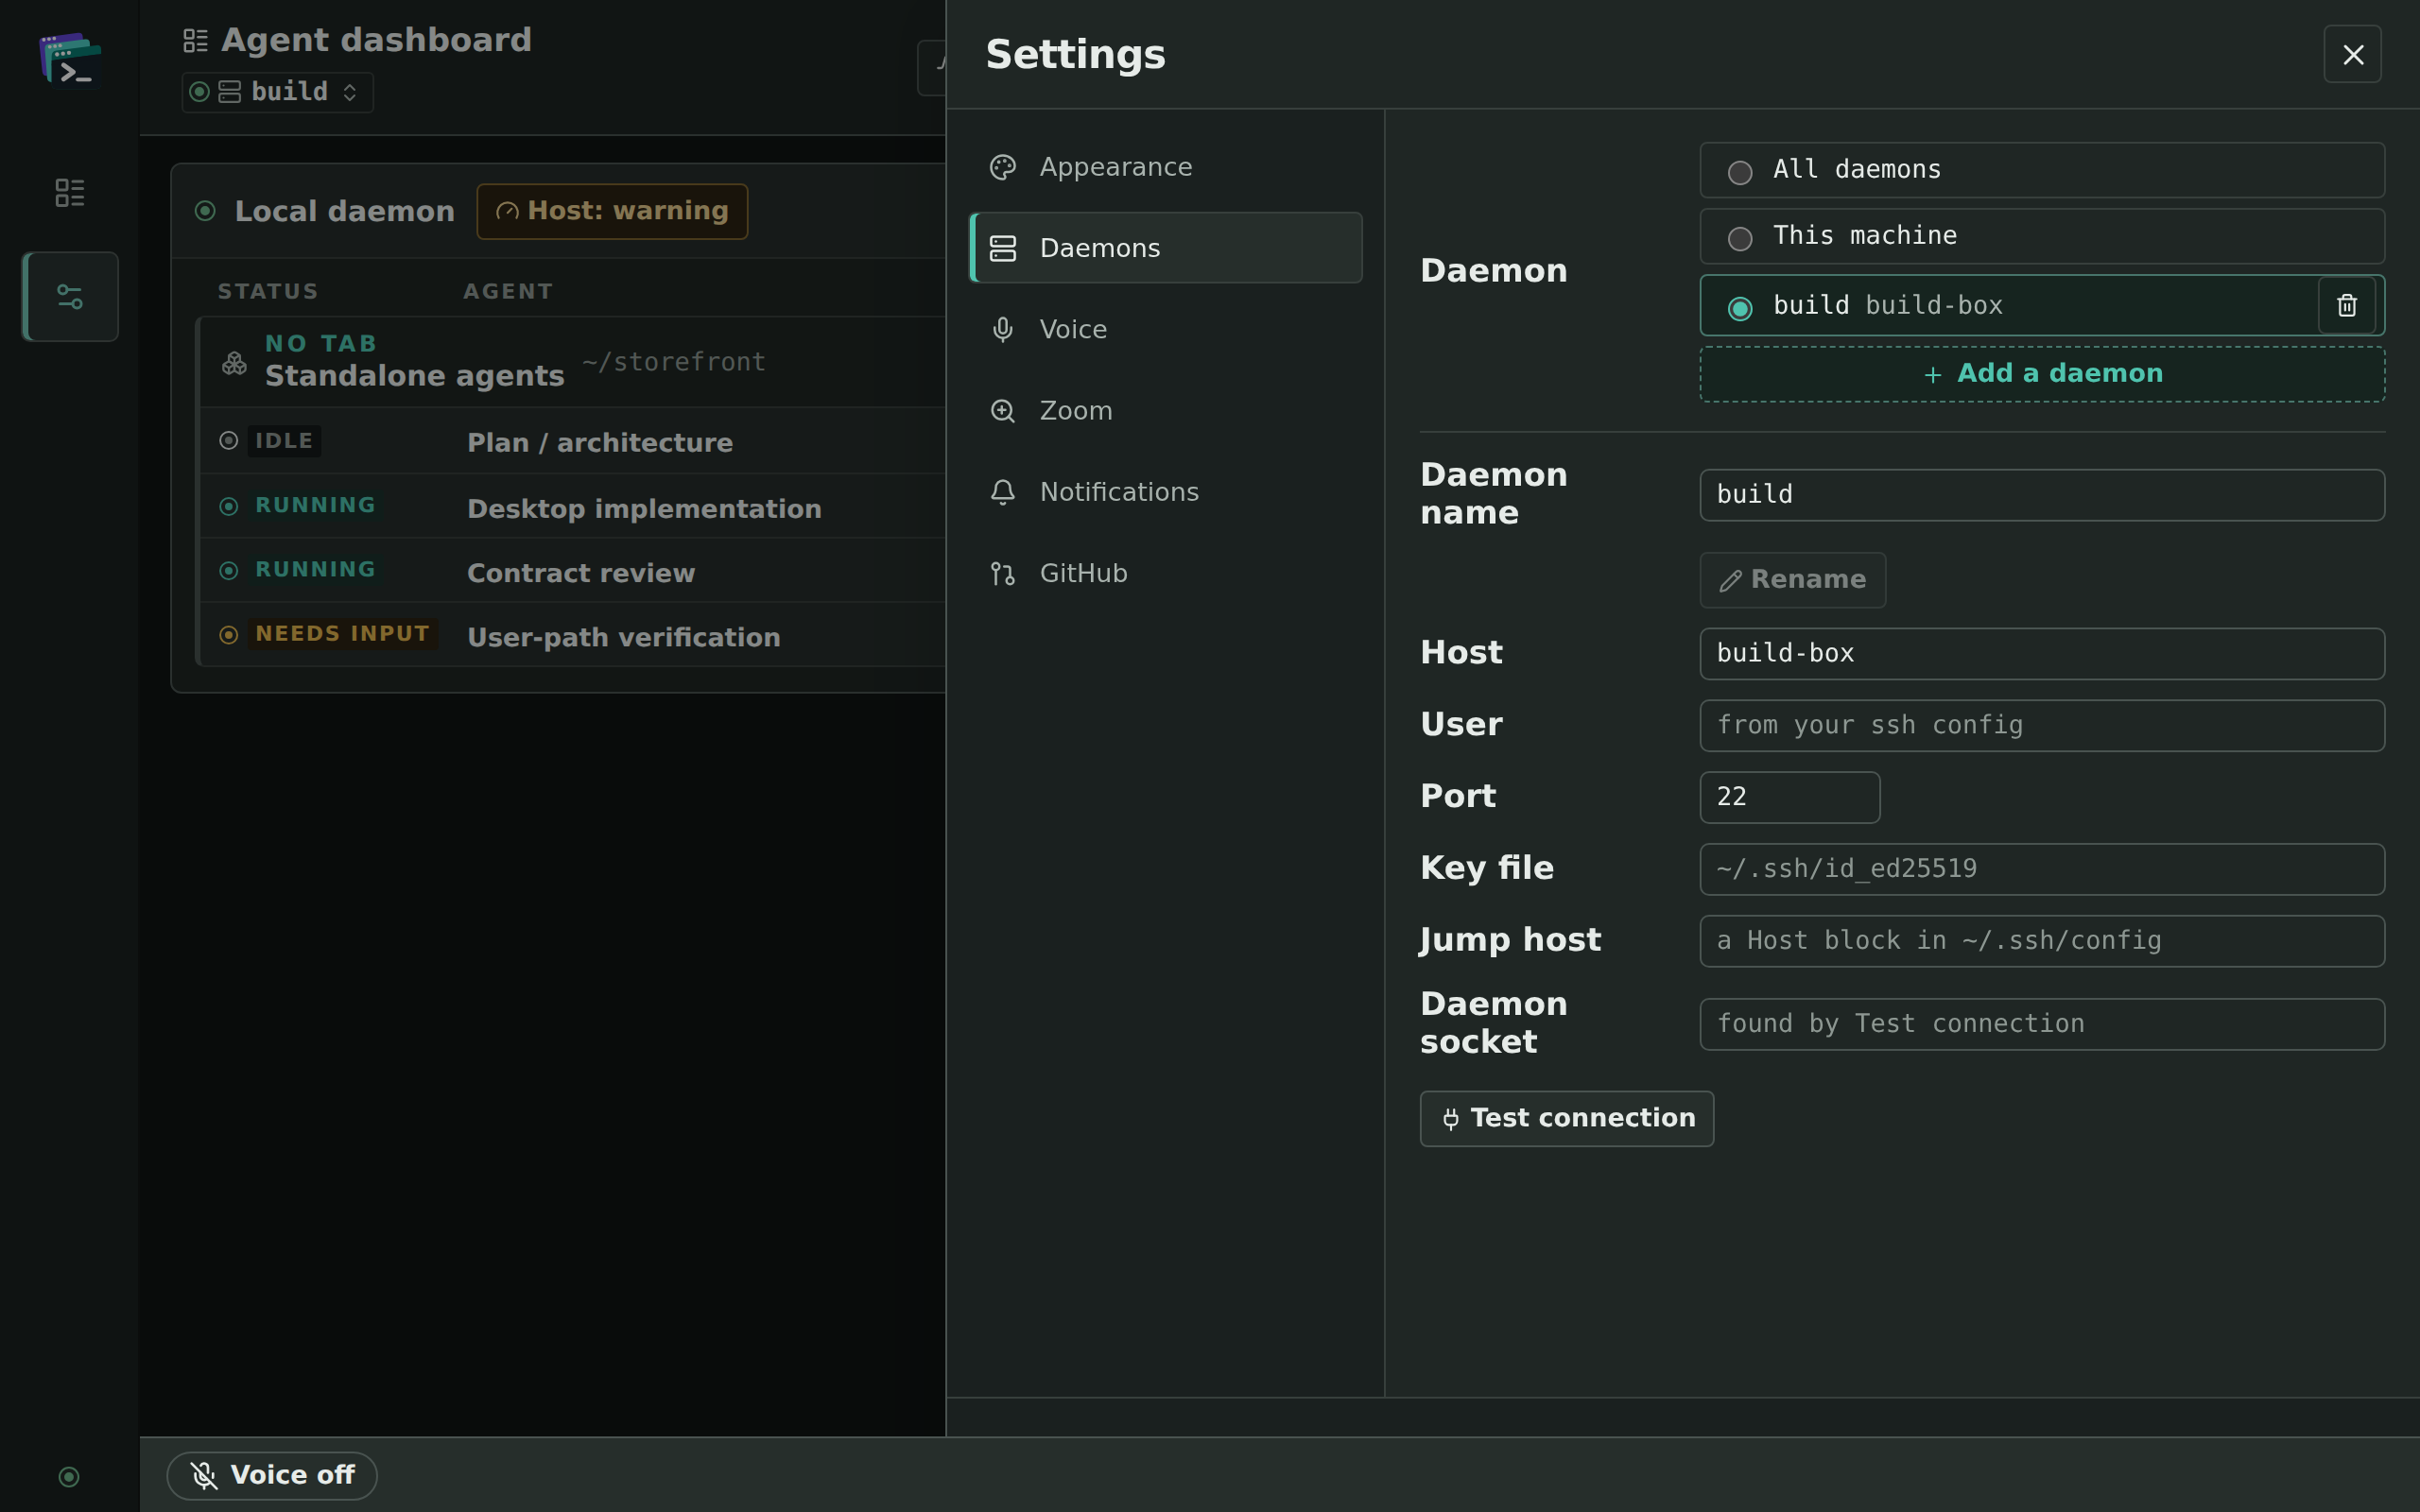 Agent dashboard
build
Local daemon
Host: warning
STATUS
AGENT
NO TAB
Standalone agents ~/storefront
IDLE
Plan / architecture
RUNNING
Desktop implementation
RUNNING
Contract review
NEEDS INPUT
User-path verification
Voice off
Settings
Appearance
Daemons
Voice
Zoom
Notifications
GitHub
Daemon
All daemons
This machine
build build-box
Add a daemon
Daemon
name
build
Rename
Host
build-box
User
from your ssh config
Port
22
Key file
~/.ssh/id_ed25519
Jump host
a Host block in ~/.ssh/config
Daemon
socket
found by Test connection
Test connection